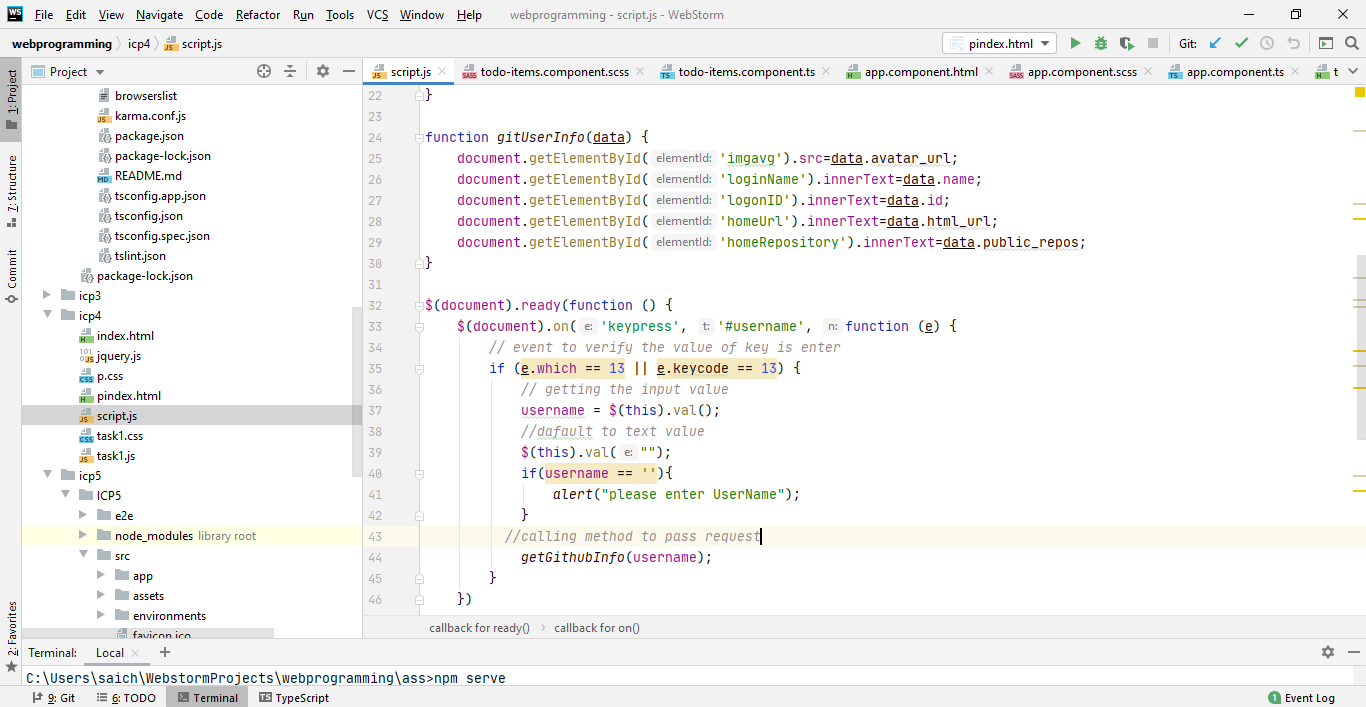 WS File Edit View Navigate Code Refactor Run Tools VCS Window Help webprogramming - script.js - WebStorm
webprogramming icp4 script.js pindex.html Git:
1: Project
7: Structure
Commit
2: Favorites
Project
browserslist
karma.conf.js
package.json
package-lock.json
README.md
tsconfig.app.json
tsconfig.json
tsconfig.spec.json
tslint.json
package-lock.json
icp3
icp4
index.html
jquery.js
p.css
pindex.html
script.js
task1.css
task1.js
icp5
ICP5
e2e
node_modules library root
src
app
assets
environments
favicon.ico
script.js todo-items.component.scss todo-items.component.ts app.component.html app.component.scss app.component.ts t
22 }
23
24 function gitUserInfo(data) {
25 document.getElementById( elementId: 'imgavg').src=data.avatar_url;
26 document.getElementById( elementId: 'loginName').innerText=data.name;
27 document.getElementById( elementId: 'logonID').innerText=data.id;
28 document.getElementById( elementId: 'homeUrl').innerText=data.html_url;
29 document.getElementById( elementId: 'homeRepository').innerText=data.public_repos;
30 }
31
32 $(document).ready(function () {
33 $(document).on( e: 'keypress', t: '#username', n: function (e) {
34 // event to verify the value of key is enter
35 if (e.which == 13 || e.keycode == 13) {
36 // getting the input value
37 username = $(this).val();
38 //dafault to text value
39 $(this).val( e: "");
40 if(username == ''){
41 alert("please enter UserName");
42 }
43 //calling method to pass request
44 getGithubInfo(username);
45 }
46 })
callback for ready() callback for on()
Terminal: Local
C:\Users\saich\WebstormProjects\webprogramming\ass>npm serve
9: Git 6: TODO Terminal TypeScript 1 Event Log